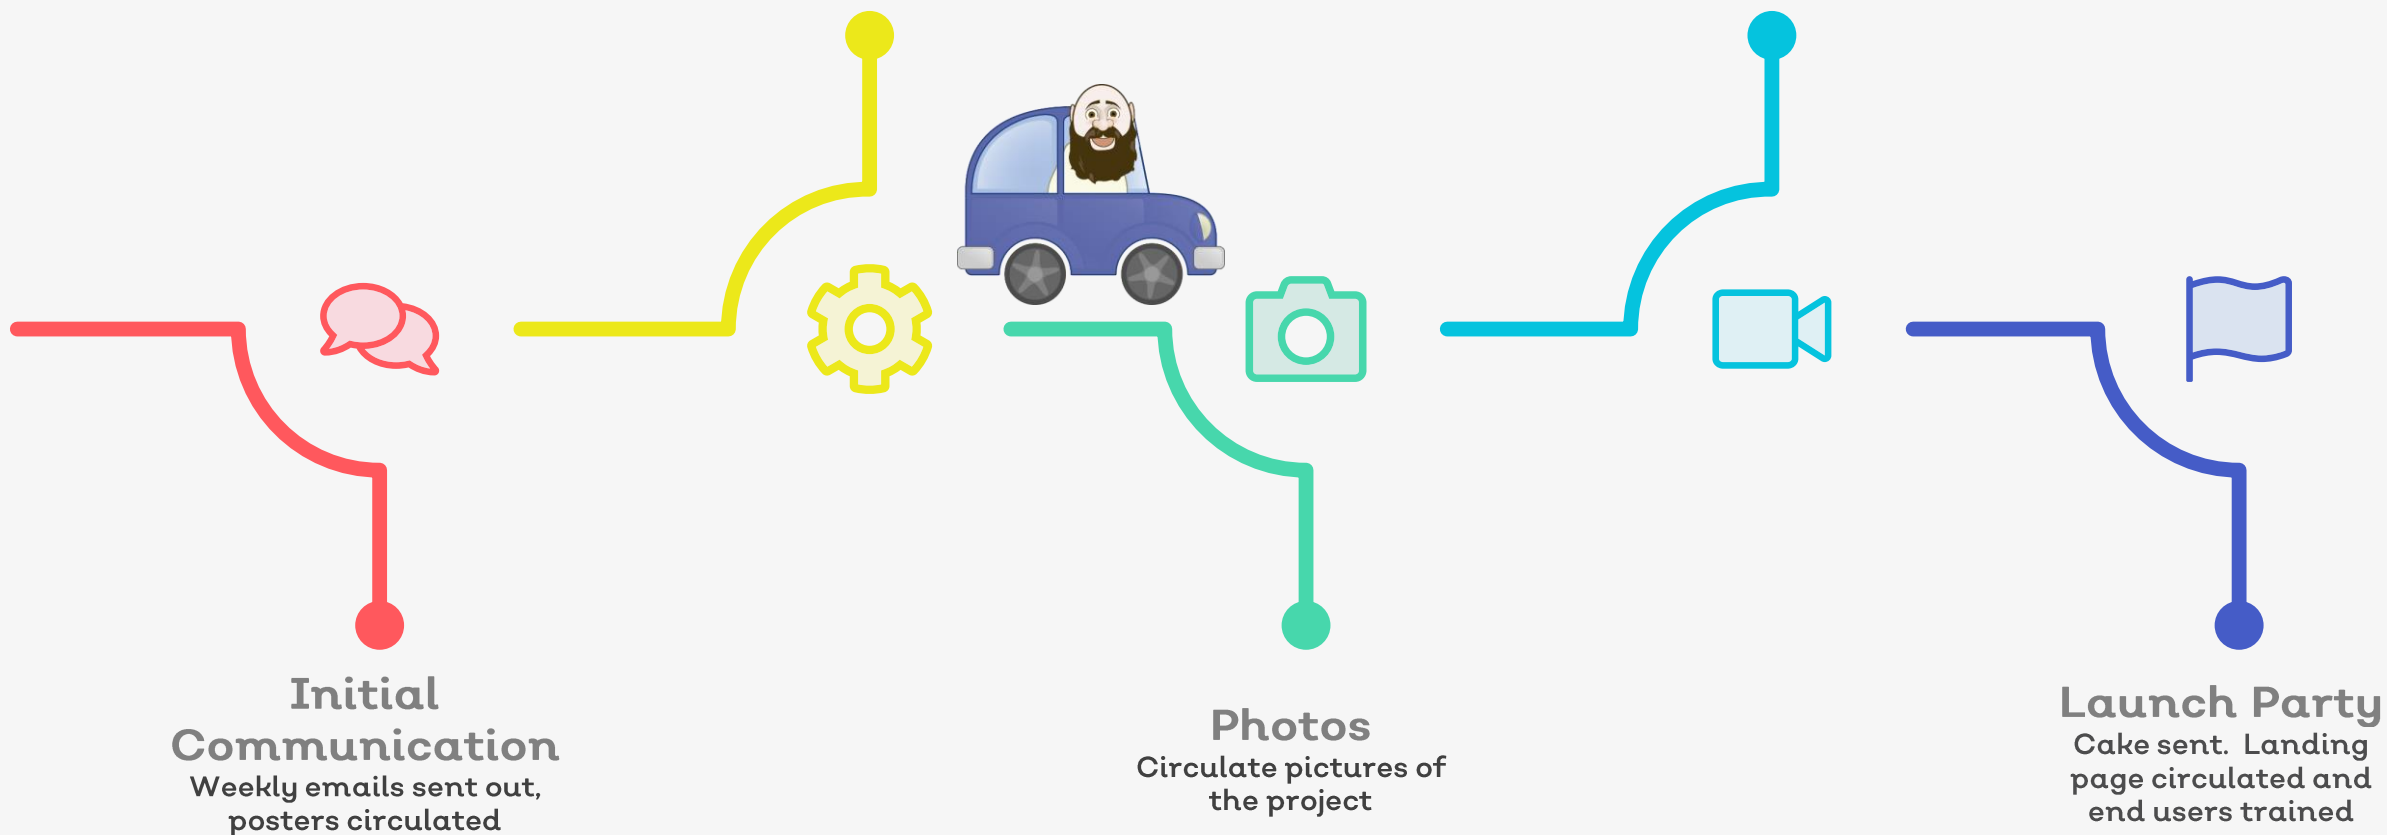 Initial
Communication
Weekly emails sent out,
posters circulated
Photos
Circulate pictures of
the project
Launch Party
Cake sent.  Landing
page circulated and
end users trained